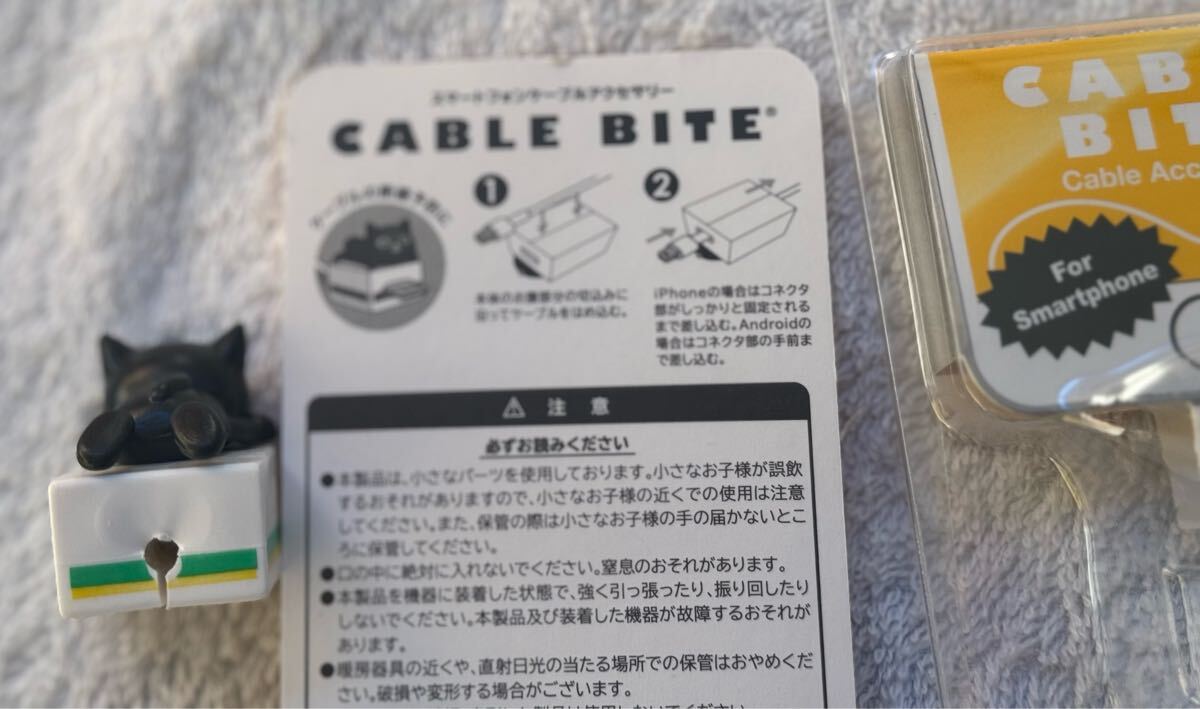 スマートフォンケーブルアクセサリー
CABLE BITE®
ケーブルの断線予防に
1
本体のお腹部分の切込みに
沿ってケーブルをはめ込む。
2
iPhoneの場合はコネクタ
部がしっかりと固定される
まで差し込む。Androidの
場合はコネクタ部の手前ま
で差し込む。
⚠ 注意
必ずお読みください
●本製品は、小さなパーツを使用しております。小さなお子様が誤飲
するおそれがありますので、小さなお子様の近くでの使用は注意
してください。また、保管の際は小さなお子様の手の届かないとこ
ろに保管してください。
●口の中に絶対に入れないでください。窒息のおそれがあります。
●本製品を機器に装着した状態で、強く引っ張ったり、振り回したり
しないでください。本製品及び装着した機器が故障するおそれが
あります。
●暖房器具の近くや、直射日光の当たる場所での保管はおやめくだ
さい。破損や変形する場合がございます。
CAB
BIT
Cable Acc
For
Smartphone